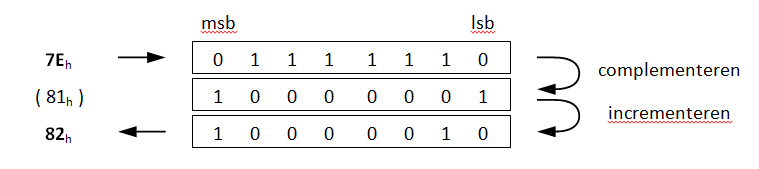 msb lsb
7Eh 0 1 1 1 1 1 1 0
complementeren
( 81h ) 1 0 0 0 0 0 0 1
incrementeren
82h 1 0 0 0 0 0 1 0